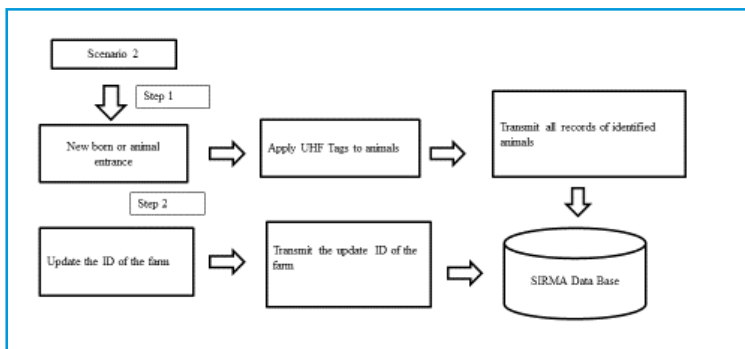 Scenario 2
Step 1
New born or animal
entrance
Apply UHF Tags to animals
Transmit all records of identified
animals
Step 2
Update the ID of the farm
Transmit the update ID of the
farm
SIRMA Data Base